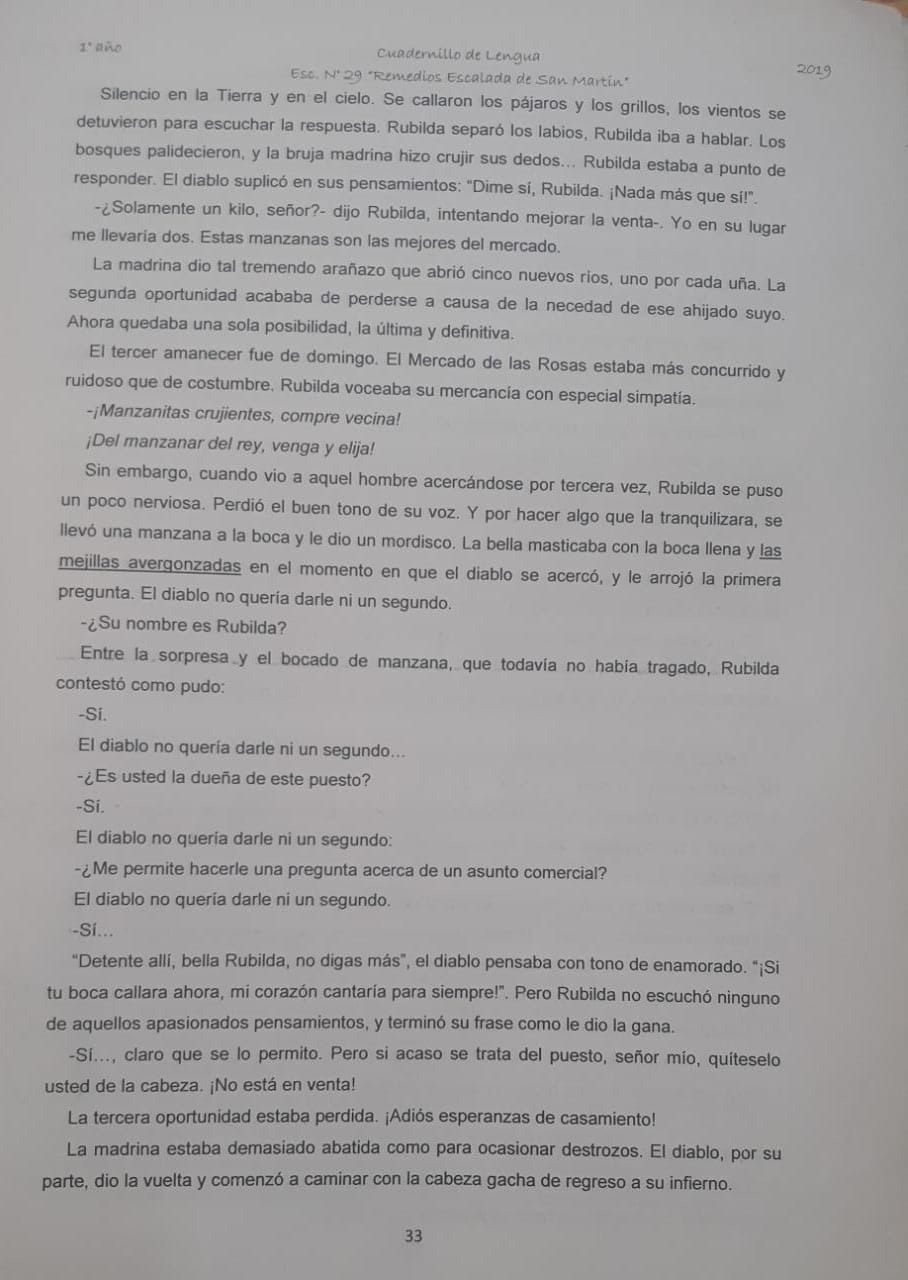 1° año
Cuadernillo de Lengua
Esc. N° 29 "Remedios Escalada de San Martín"
2019
Silencio en la Tierra y en el cielo. Se callaron los pájaros y los grillos, los vientos se
detuvieron para escuchar la respuesta. Rubilda separó los labios, Rubilda iba a hablar. Los
bosques palidecieron, y la bruja madrina hizo crujir sus dedos... Rubilda estaba a punto de
responder. El diablo suplicó en sus pensamientos: "Dime sí, Rubilda. ¡Nada más que sí!".
-¿Solamente un kilo, señor?- dijo Rubilda, intentando mejorar la venta-. Yo en su lugar
me llevaría dos. Estas manzanas son las mejores del mercado.
La madrina dio tal tremendo arañazo que abrió cinco nuevos ríos, uno por cada uña. La
segunda oportunidad acababa de perderse a causa de la necedad de ese ahijado suyo.
Ahora quedaba una sola posibilidad, la última y definitiva.
El tercer amanecer fue de domingo. El Mercado de las Rosas estaba más concurrido y
ruidoso que de costumbre. Rubilda voceaba su mercancía con especial simpatía.
-¡Manzanitas crujientes, compre vecina!
¡Del manzanar del rey, venga y elija!
Sin embargo, cuando vio a aquel hombre acercándose por tercera vez, Rubilda se puso
un poco nerviosa. Perdió el buen tono de su voz. Y por hacer algo que la tranquilizara, se
llevó una manzana a la boca y le dio un mordisco. La bella masticaba con la boca llena y las
mejillas avergonzadas en el momento en que el diablo se acercó, y le arrojó la primera
pregunta. El diablo no quería darle ni un segundo.
-¿Su nombre es Rubilda?
Entre la sorpresa y el bocado de manzana, que todavía no había tragado, Rubilda
contestó como pudo:
-Sí.
El diablo no quería darle ni un segundo...
-¿Es usted la dueña de este puesto?
-Sí.
El diablo no quería darle ni un segundo:
-¿Me permite hacerle una pregunta acerca de un asunto comercial?
El diablo no quería darle ni un segundo.
-Sí...
"Detente allí, bella Rubilda, no digas más", el diablo pensaba con tono de enamorado. "¡Si
tu boca callara ahora, mi corazón cantaría para siempre!". Pero Rubilda no escuchó ninguno
de aquellos apasionados pensamientos, y terminó su frase como le dio la gana.
-Sí..., claro que se lo permito. Pero si acaso se trata del puesto, señor mío, quíteselo
usted de la cabeza. ¡No está en venta!
La tercera oportunidad estaba perdida. ¡Adiós esperanzas de casamiento!
La madrina estaba demasiado abatida como para ocasionar destrozos. El diablo, por su
parte, dio la vuelta y comenzó a caminar con la cabeza gacha de regreso a su infierno.
33